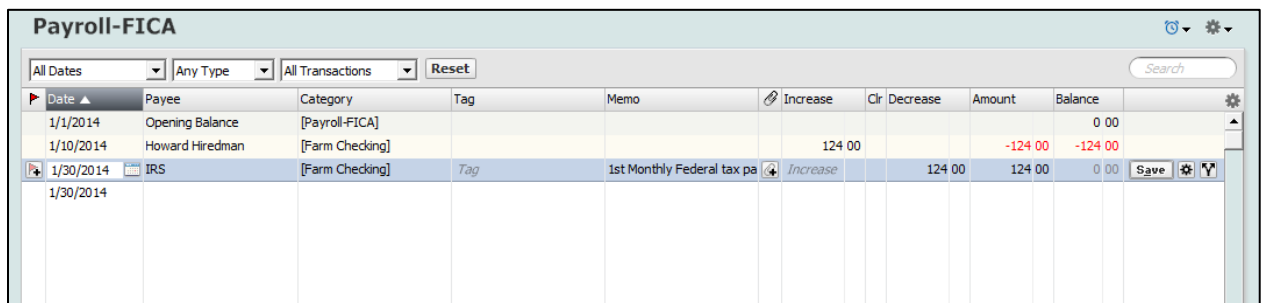 Payroll-FICA
All Dates Any Type All Transactions Reset Search
Date Payee Category Tag Memo Increase Clr Decrease Amount Balance
1/1/2014 Opening Balance [Payroll-FICA] 0 00
1/10/2014 Howard Hiredman [Farm Checking] 124 00 -124 00 -124 00
1/30/2014 IRS [Farm Checking] Tag 1st Monthly Federal tax pa Increase 124 00 124 00 0 00 Save
1/30/2014